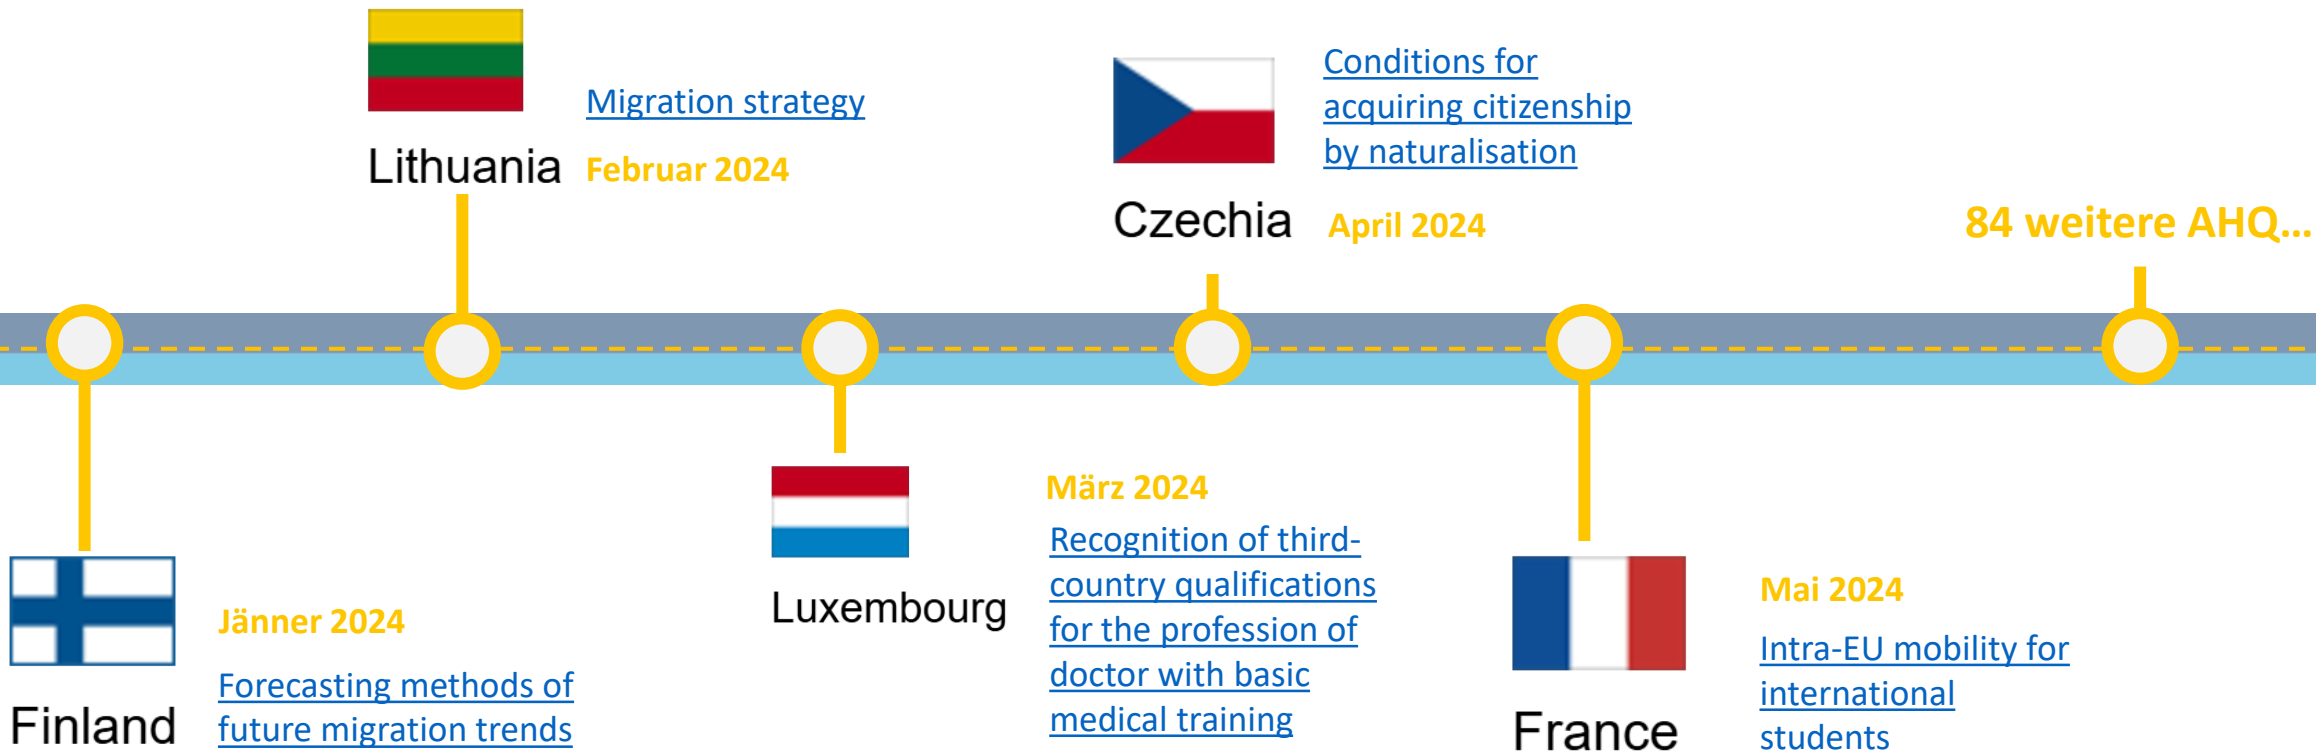 Finland
Jänner 2024
Forecasting methods of
future migration trends
Lithuania
Migration strategy
Februar 2024
Luxembourg
März 2024
Recognition of third-
country qualifications
for the profession of
doctor with basic
medical training
Czechia
Conditions for
acquiring citizenship
by naturalisation
April 2024
France
Mai 2024
Intra-EU mobility for
international
students
84 weitere AHQ...